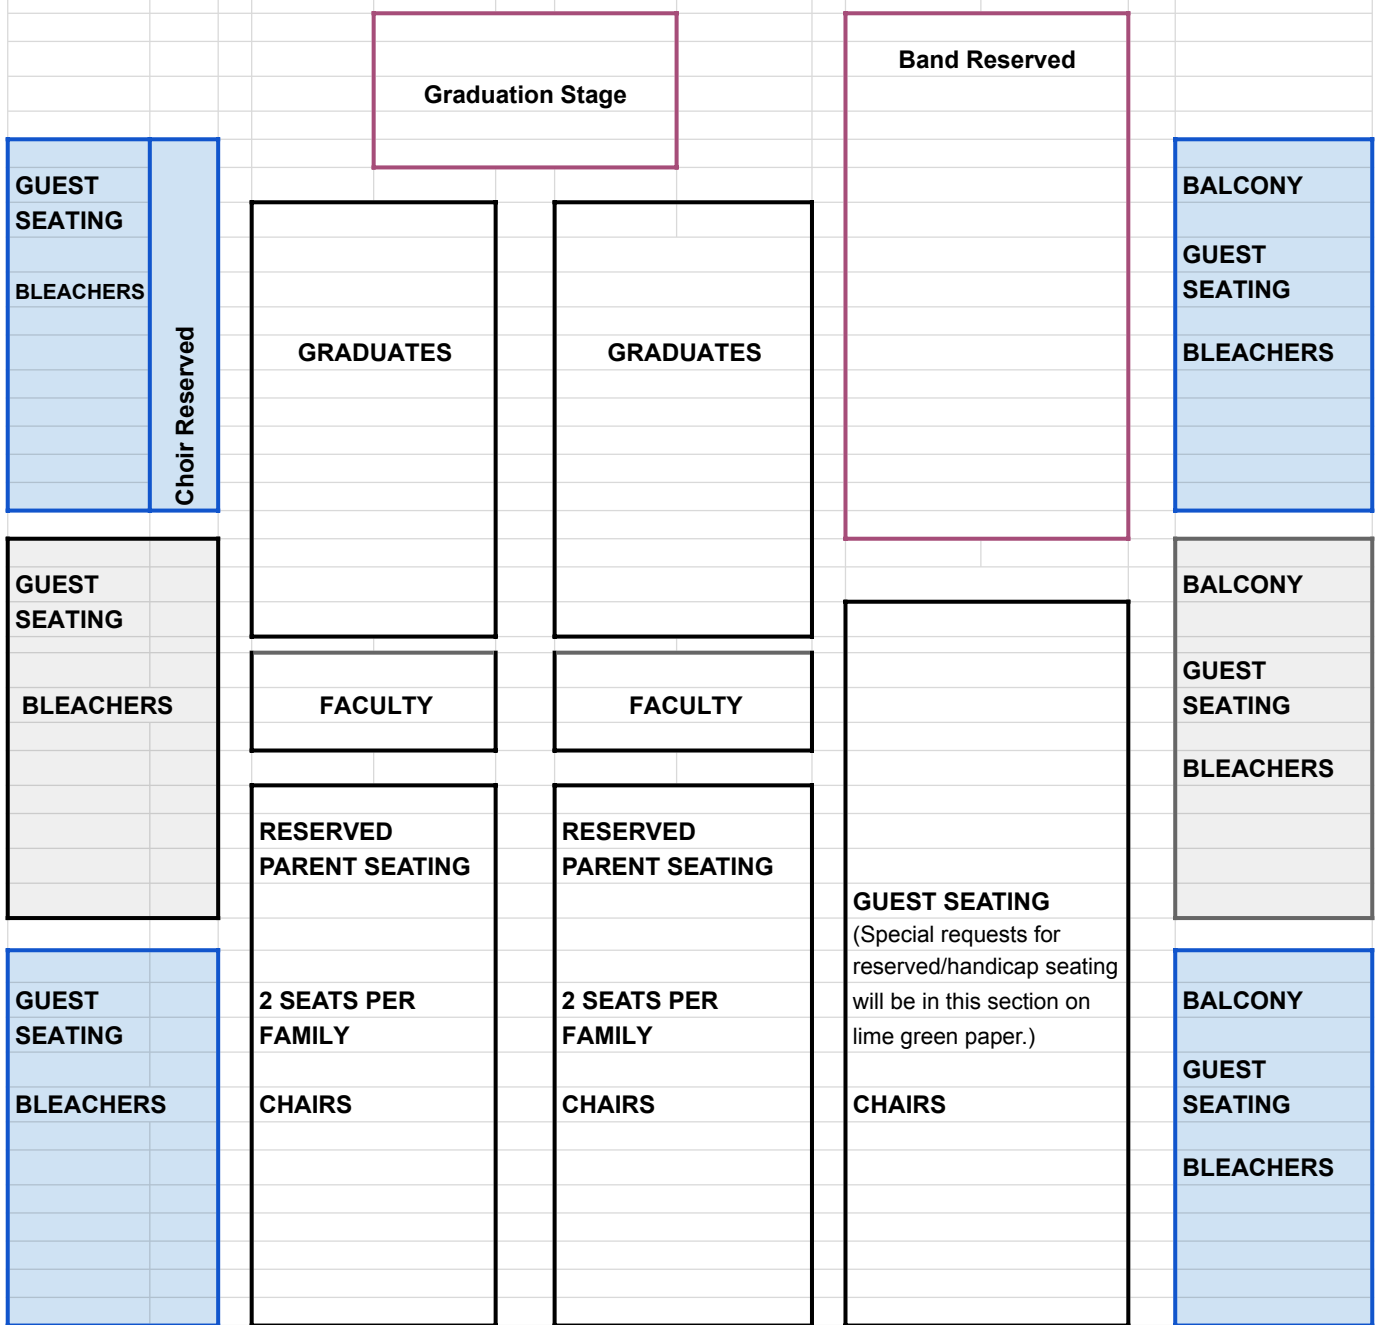 Graduation Stage
Band Reserved
GUEST
SEATING
BLEACHERS
Choir Reserved
GRADUATES
GRADUATES
BALCONY
GUEST
SEATING
BLEACHERS
GUEST
SEATING
BLEACHERS
FACULTY
FACULTY
BALCONY
GUEST
SEATING
BLEACHERS
RESERVED
PARENT SEATING
2 SEATS PER
FAMILY
CHAIRS
RESERVED
PARENT SEATING
2 SEATS PER
FAMILY
CHAIRS
GUEST SEATING
(Special requests for
reserved/handicap seating
will be in this section on
lime green paper.)
CHAIRS
GUEST
SEATING
BLEACHERS
BALCONY
GUEST
SEATING
BLEACHERS